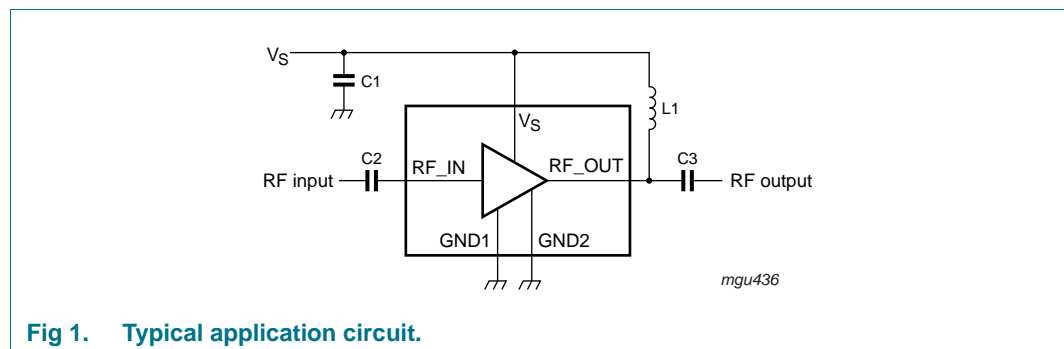 VS
C1
L1
VS
C2
RF_IN
RF_OUT
C3
RF input
RF output
GND1
GND2
mgu436
Fig 1. Typical application circuit.